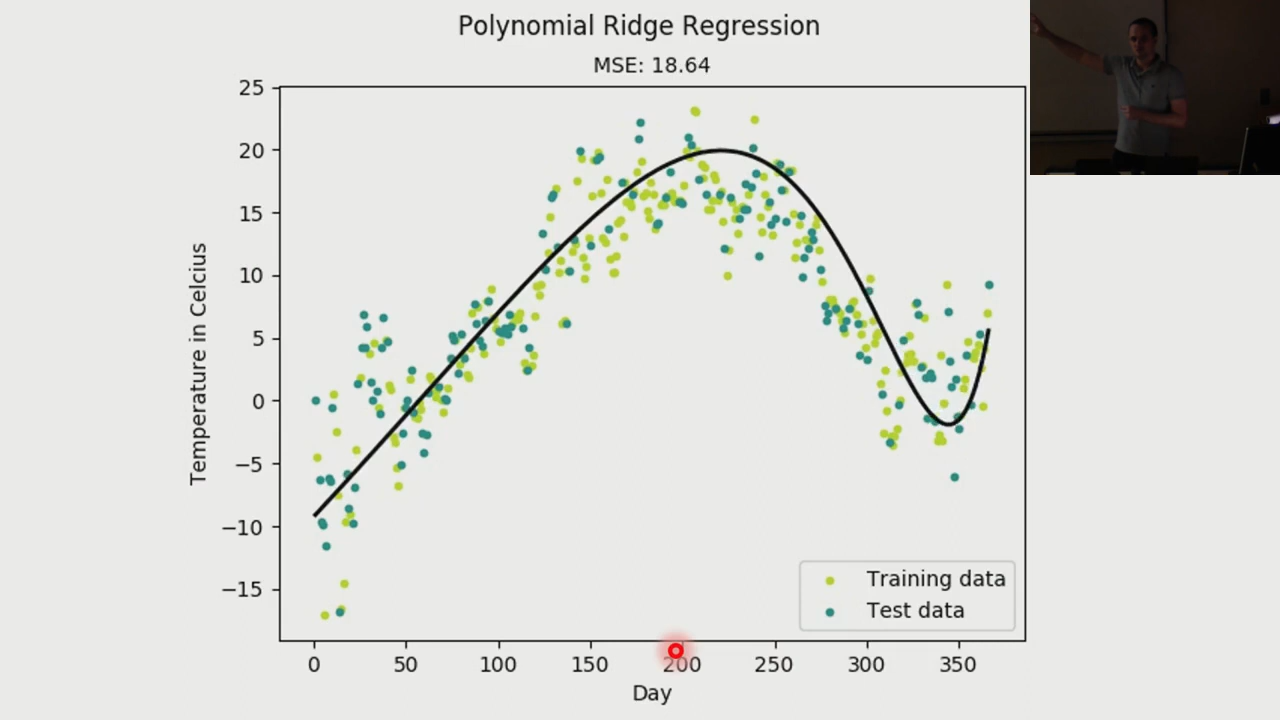 Polynomial Ridge Regression
MSE: 18.64
25
20
15
10
5
0
−5
−10
−15
Temperature in Celcius
Training data
Test data
0 50 100 150 200 250 300 350
Day